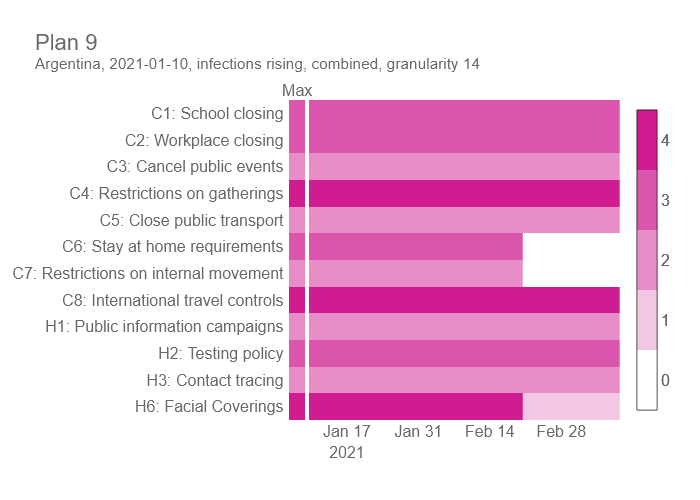 Plan 9
Argentina, 2021-01-10, infections rising, combined, granularity 14
Max
C1: School closing
C2: Workplace closing
C3: Cancel public events
C4: Restrictions on gatherings
C5: Close public transport
C6: Stay at home requirements
C7: Restrictions on internal movement
C8: International travel controls
H1: Public information campaigns
H2: Testing policy
H3: Contact tracing
H6: Facial Coverings
Jan 17 Jan 31 Feb 14 Feb 28
2021
4
3
2
1
0